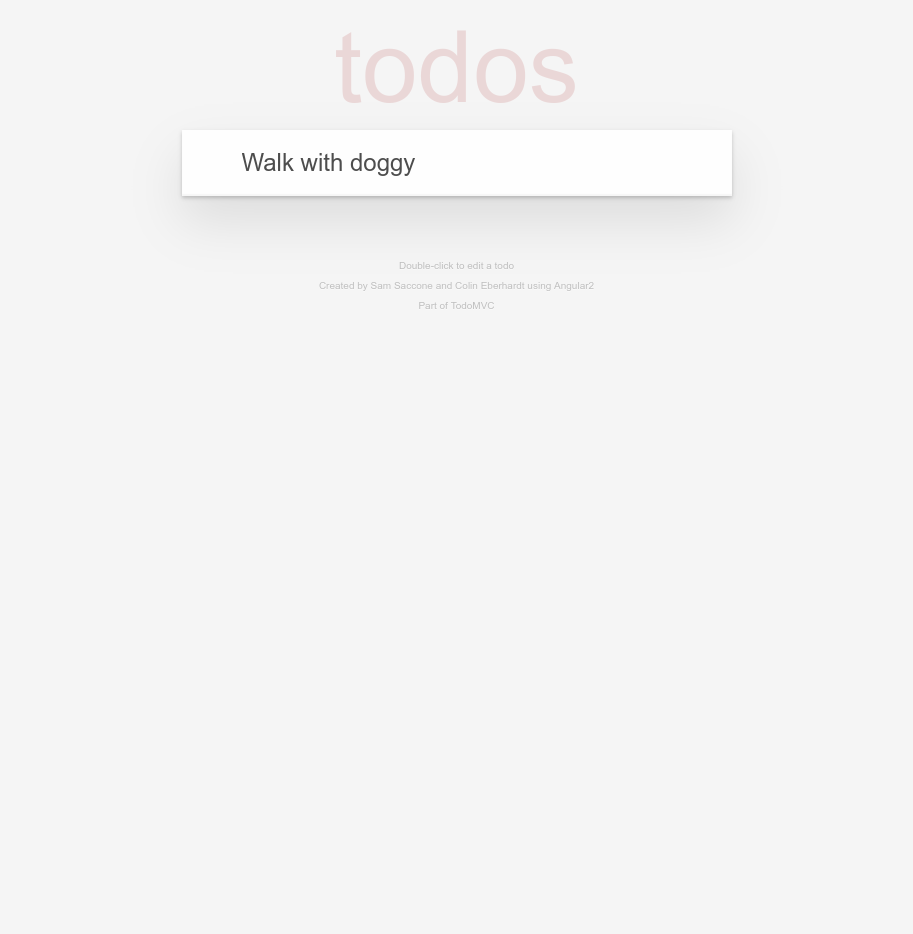 todos
Walk with doggy
Double-click to edit a todo
Created by Sam Saccone and Colin Eberhardt using Angular2
Part of TodoMVC